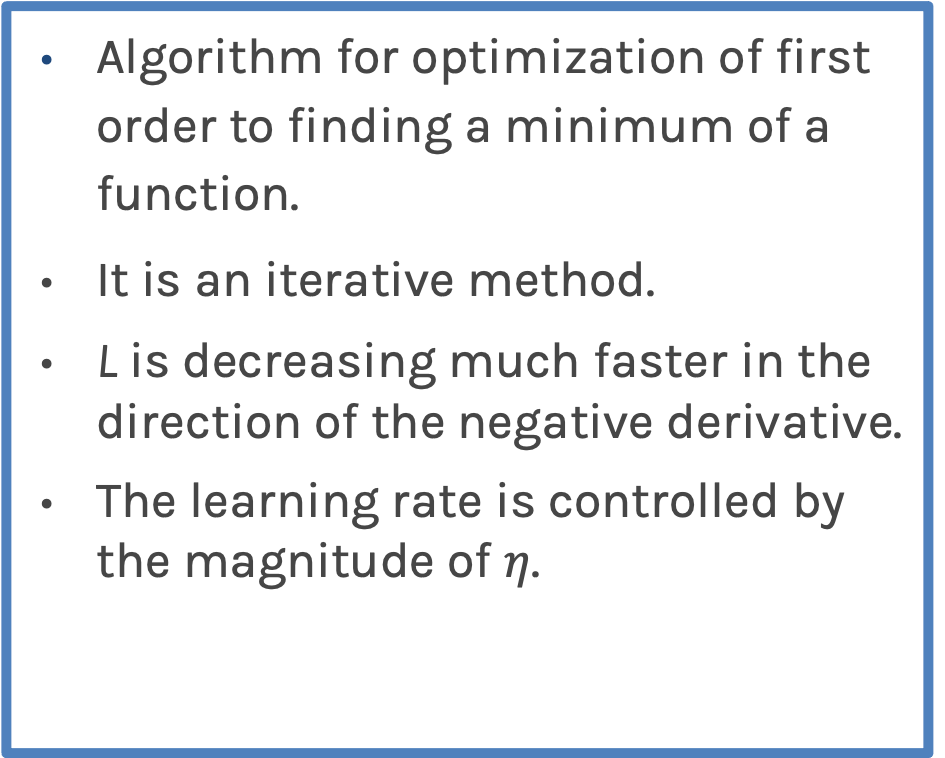 • Algorithm for optimization of first
order to finding a minimum of a
function.
• It is an iterative method.
• L is decreasing much faster in the
direction of the negative derivative.
• The learning rate is controlled by
the magnitude of η.